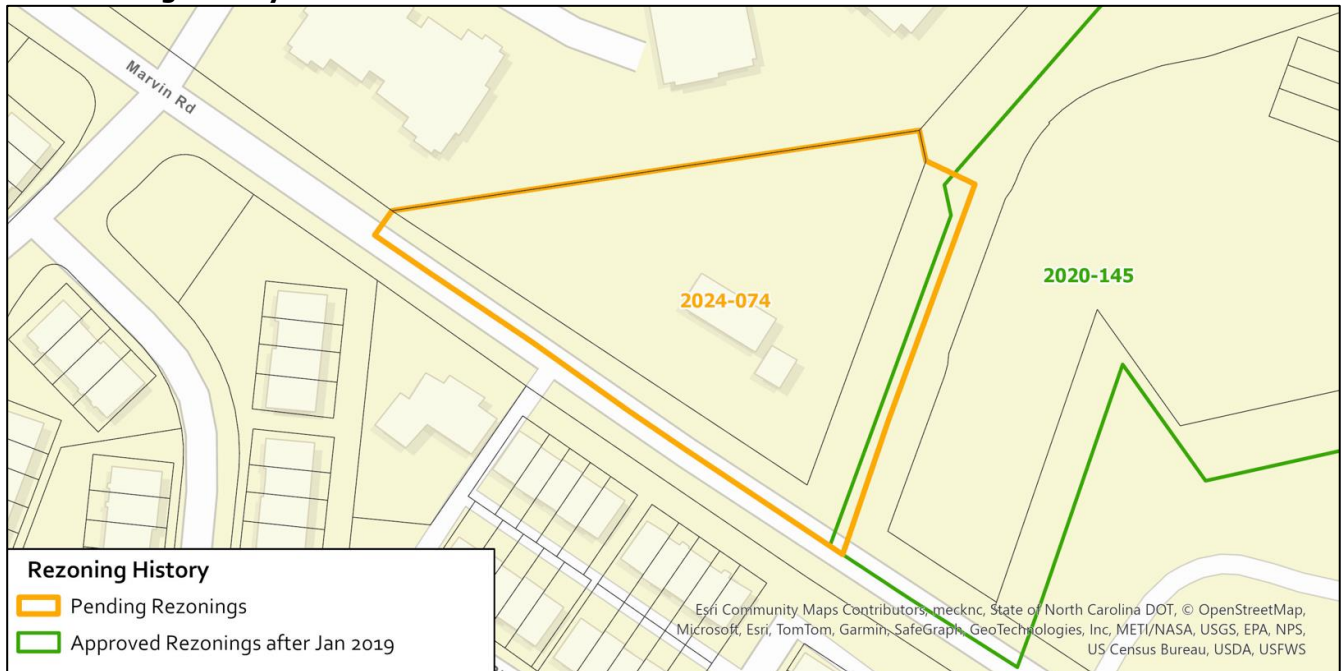 Marvin Rd
2024-074
2020-145
Rezoning History
Pending Rezonings
Approved Rezonings after Jan 2019
Esri Community Maps Contributors, mecknc, State of North Carolina DOT, © OpenStreetMap,
Microsoft, Esri, TomTom, Garmin, SafeGraph, GeoTechnologies, Inc, METI/NASA, USGS, EPA, NPS,
US Census Bureau, USDA, USFWS